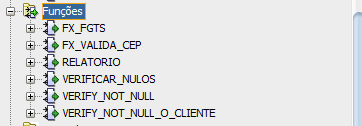 Funções
FX_FGTS
FX_VALIDA_CEP
RELATORIO
VERIFICAR_NULOS
VERIFY_NOT_NULL
VERIFY_NOT_NULL_O_CLIENTE